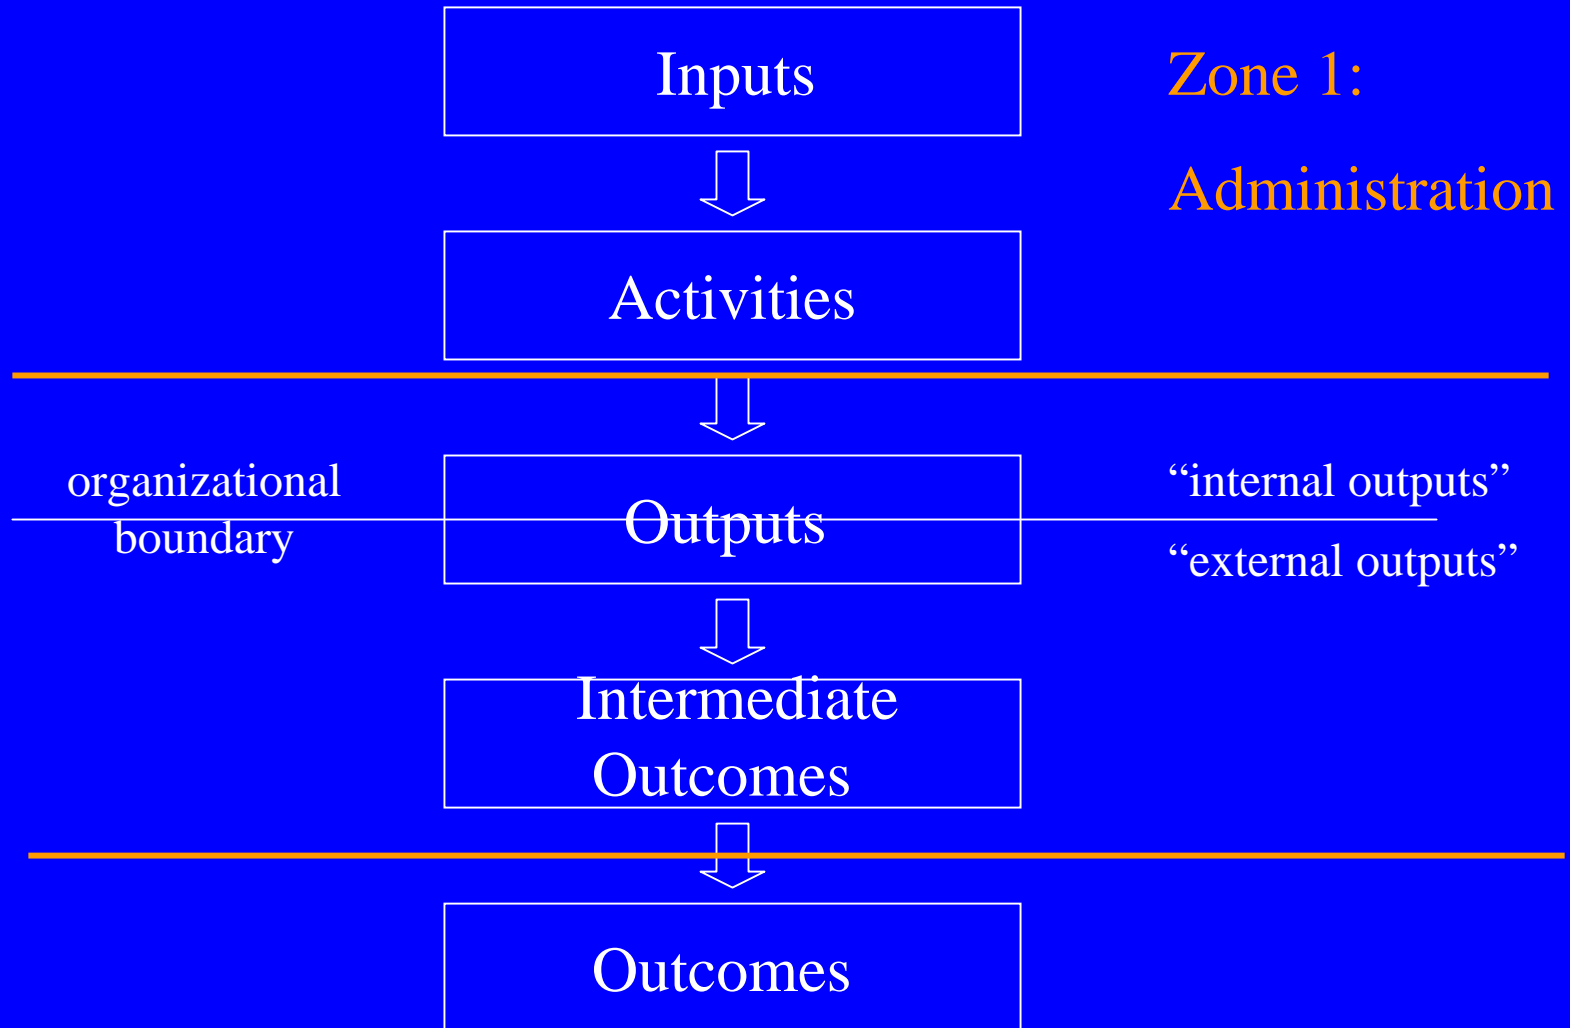 Inputs
Zone 1:
Administration
Activities
organizational
boundary
Outputs
“internal outputs”
“external outputs”
Intermediate
Outcomes
Outcomes